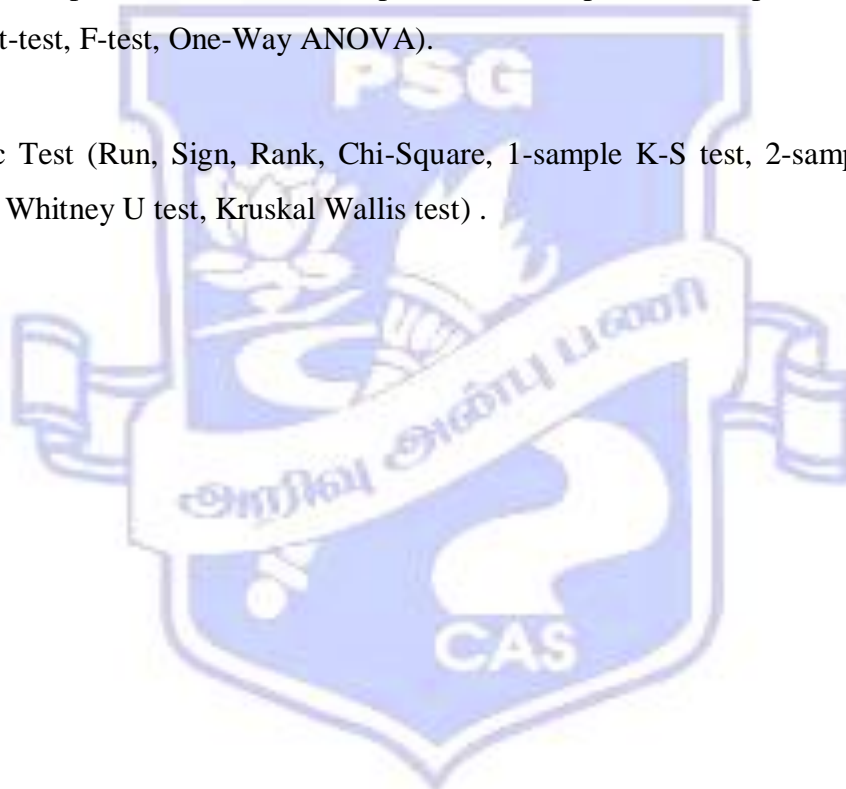 t-test, F-test, One-Way ANOVA).
PSG
c Test (Run, Sign, Rank, Chi-Square, 1-sample K-S test, 2-samp
Whitney U test, Kruskal Wallis test) .
அறிவு அன்பு பணி
CAS